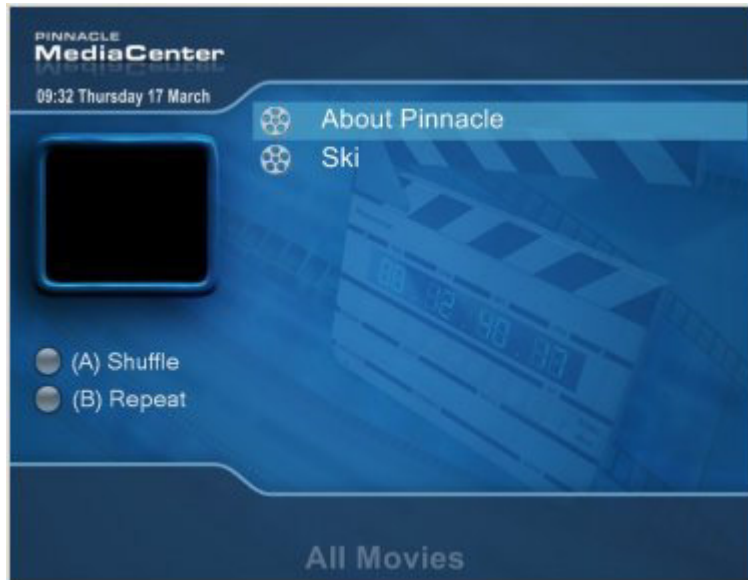 PINNACLE
MediaCenter
09:32 Thursday 17 March
About Pinnacle
Ski
(A) Shuffle
(B) Repeat
All Movies